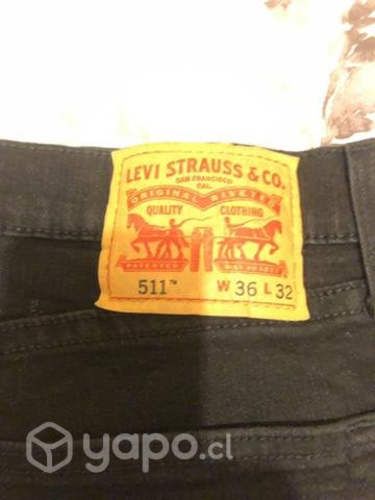 LEVI STRAUSS & CO.
SAN FRANCISCO
CAL.
ORIGINAL RIVETED
QUALITY CLOTHING
511™ W 36 L 32
yapo.cl